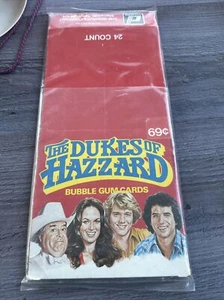 24 COUNT
69¢
THE DUKES OF
HAZZARD
BUBBLE GUM CARDS